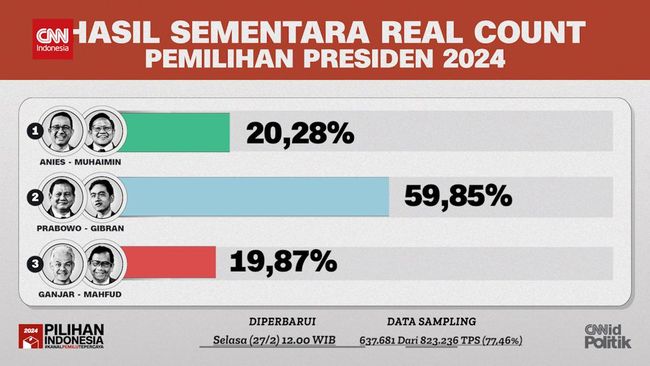 CNN
Indonesia
HASIL SEMENTARA REAL COUNT
PEMILIHAN PRESIDEN 2024
1
20,28%
ANIES - MUHAIMIN
2
59,85%
PRABOWO - GIBRAN
3
19,87%
GANJAR - MAHFUD
2024
PILIHAN
INDONESIA
#KANALPEMILUTEPERCAYA
DIPERBARUI
Selasa (27/2) 12.00 WIB
DATA SAMPLING
637.681 Dari 823.236 TPS (77,46%)
CNNid
Politik